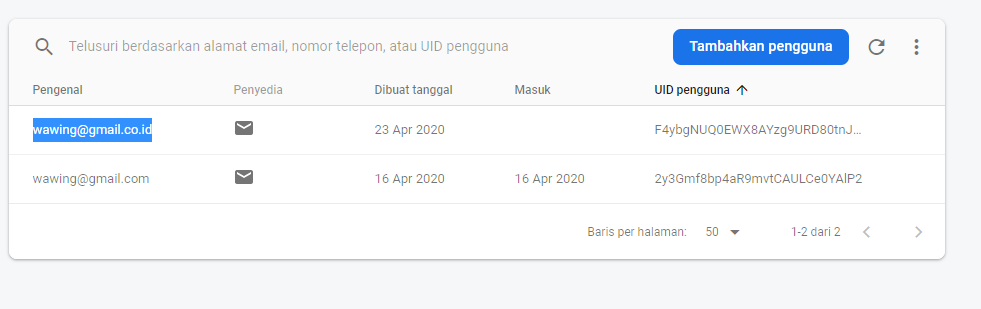 Telusuri berdasarkan alamat email, nomor telepon, atau UID pengguna Tambahkan pengguna
Pengenal Penyedia Dibuat tanggal Masuk UID pengguna
wawing@gmail.co.id 23 Apr 2020 F4ybgNUQ0EWX8AYzg9URD80tnJ...
wawing@gmail.com 16 Apr 2020 16 Apr 2020 2y3Gmf8bp4aR9mvtCAULCe0YAlP2
Baris per halaman: 50 1-2 dari 2